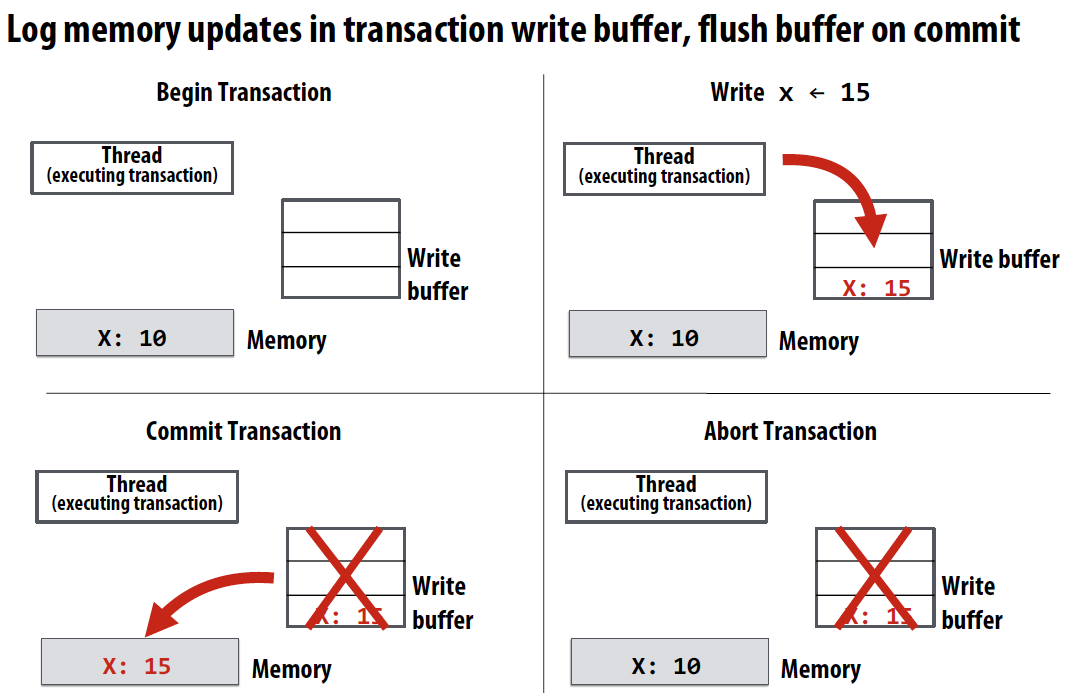 Log memory updates in transaction write buffer, flush buffer on commit
Begin Transaction
Thread
(executing transaction)
Write
buffer
X: 10
Memory
Write x ← 15
Thread
(executing transaction)
Write buffer
X: 15
X: 10
Memory
Commit Transaction
Thread
(executing transaction)
Write
buffer
X: 15
X: 15
Memory
Abort Transaction
Thread
(executing transaction)
Write
buffer
X: 15
X: 10
Memory